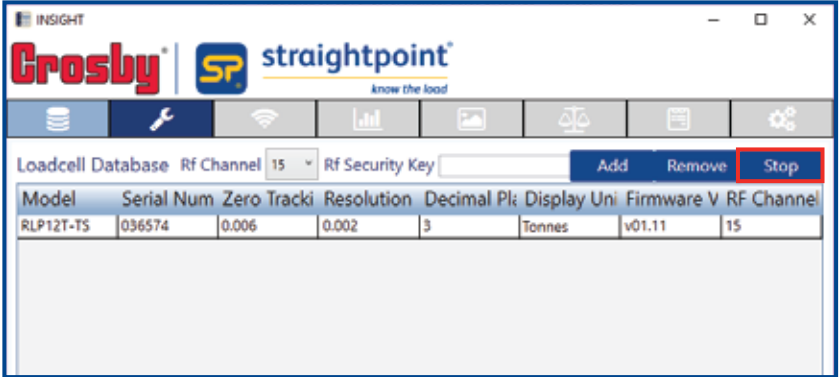 INSIGHT
Crosby SP straightpoint
know the load
Loadcell Database Rf Channel 15 Rf Security Key Add Remove Stop
Model Serial Num Zero Tracki Resolution Decimal Pla Display Uni Firmware V RF Channel
RLP12T-TS 036574 0.006 0.002 3 Tonnes v01.11 15